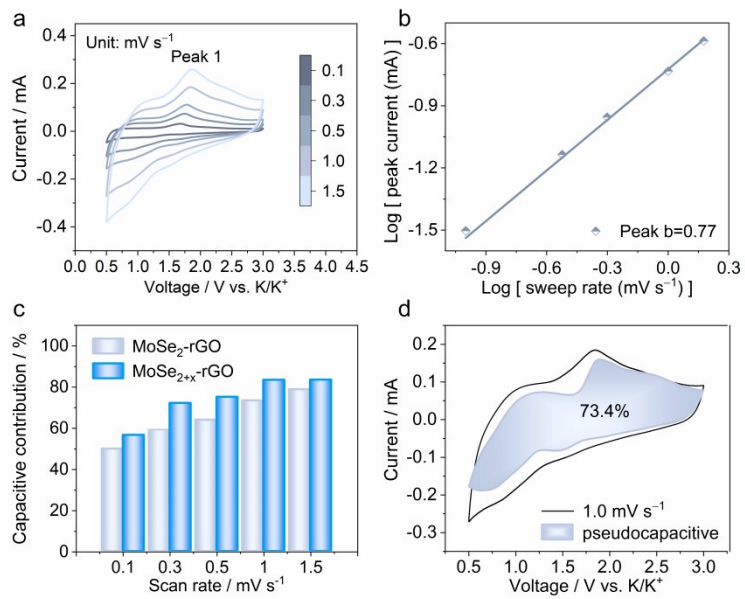 a
Unit: mV s⁻¹
Peak 1
0.4
0.2
0.0
-0.2
-0.4
Current / mA
0.1
0.3
0.5
1.0
1.5
0.0 0.5 1.0 1.5 2.0 2.5 3.0 3.5 4.0 4.5
Voltage / V vs. K/K⁺
b
Log [ peak current (mA) ]
-0.6
-0.9
-1.2
-1.5
Peak b=0.77
-0.9 -0.6 -0.3 0.0 0.3
Log [ sweep rate (mV s⁻¹) ]
c
Capacitive contribution / %
100
80
60
40
20
0
MoSe₂-rGO
MoSe₂₊ₓ-rGO
0.1 0.3 0.5 1 1.5
Scan rate / mV s⁻¹
d
Current / mA
0.2
0.1
0.0
-0.1
-0.2
-0.3
73.4%
1.0 mV s⁻¹
pseudocapacitive
0.5 1.0 1.5 2.0 2.5 3.0
Voltage / V vs. K/K⁺